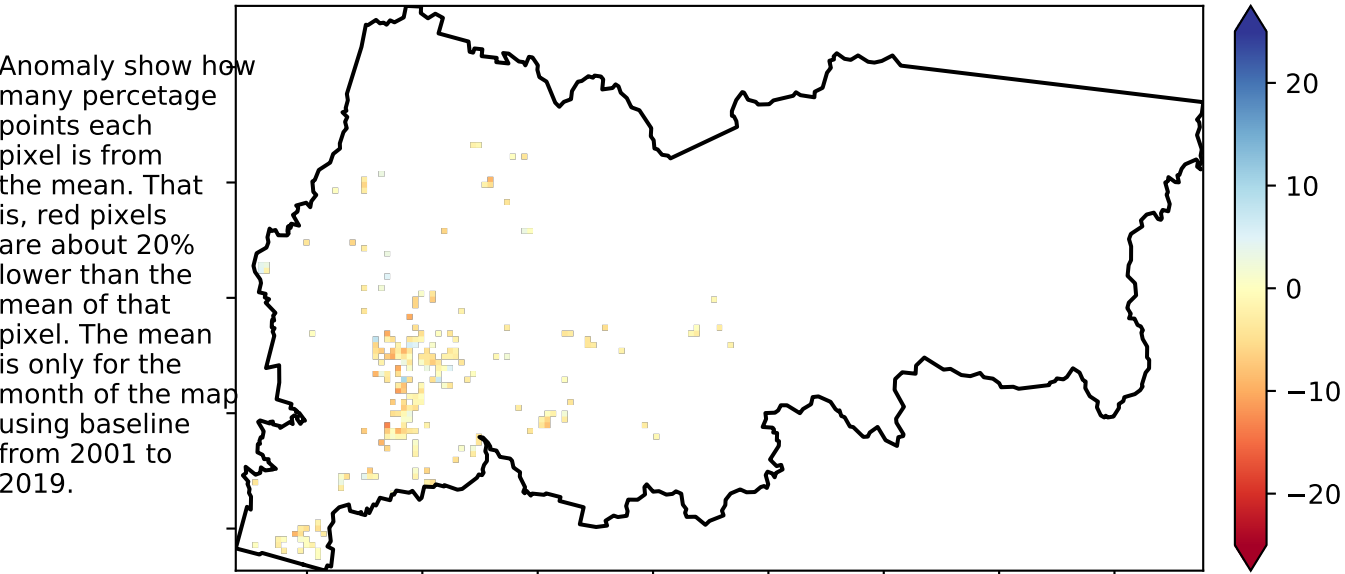 Anomaly show how
many percetage
points each
pixel is from
the mean. That
is, red pixels
are about 20%
lower than the
mean of that
pixel. The mean
is only for the
month of the map
using baseline
from 2001 to
2019.
20
10
0
−10
−20